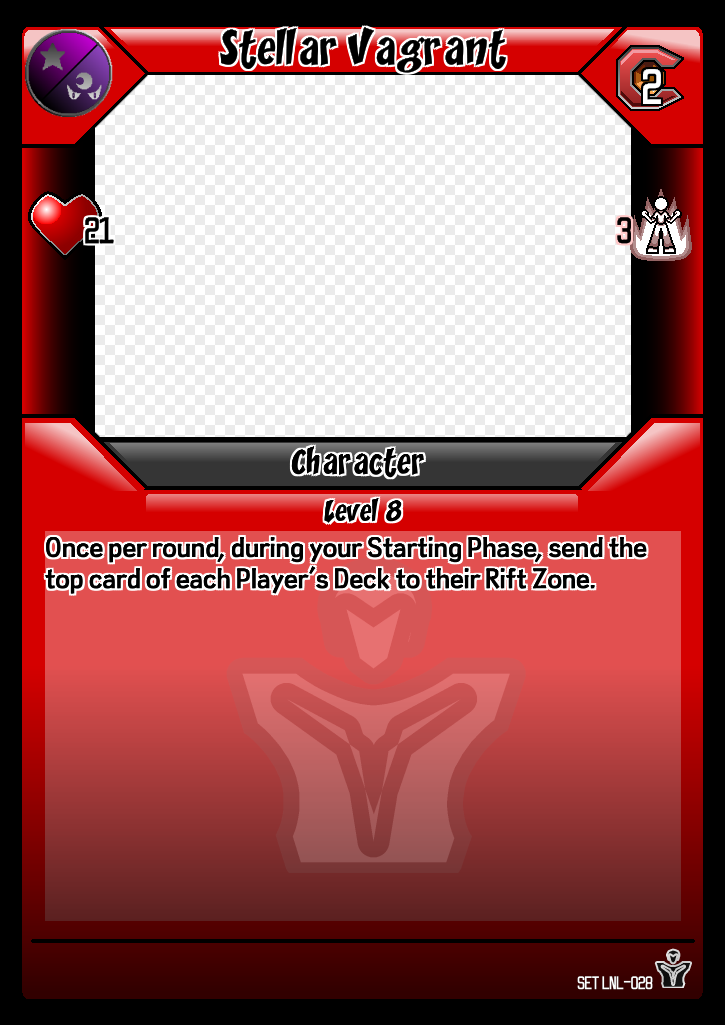 Stellar Vagrant
2
21
3
Character
Level 8
Once per round, during your Starting Phase, send the
top card of each Player's Deck to their Rift Zone.
SET LNL-028